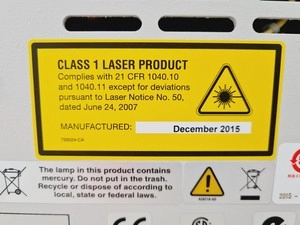 CLASS 1 LASER PRODUCT
Complies with 21 CFR 1040.10
and 1040.11 except for deviations
pursuant to Laser Notice No. 50,
dated June 24, 2007
MANUFACTURED: December 2015
The lamp in this product contains
mercury. Do not put in the trash.
Recycle or dispose of according to
local, state or federal laws.
2015 -